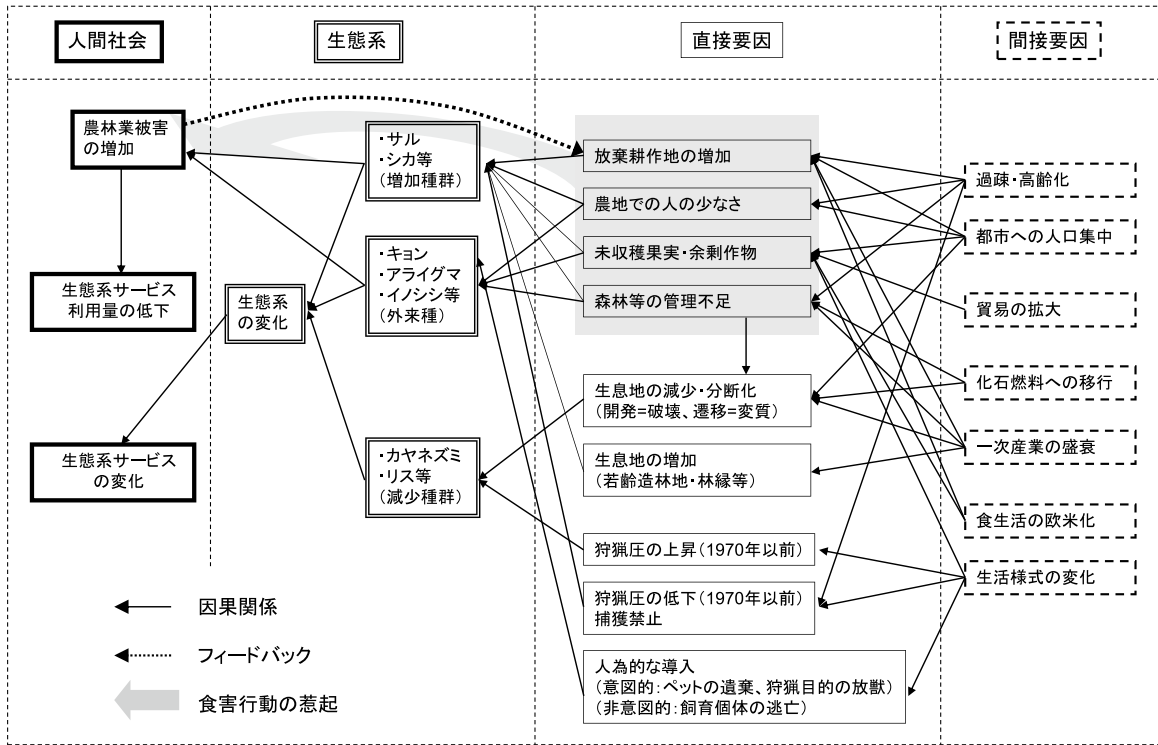 人間社会
生態系
直接要因
間接要因
農林業被害
の増加
生態系サービス
利用量の低下
生態系サービス
の変化
生態系
の変化
・サル
・シカ等
(増加種群)
・キョン
・アライグマ
・イノシシ等
(外来種)
・カヤネズミ
・リス等
(減少種群)
放棄耕作地の増加
農地での人の少なさ
未収穫果実・余剰作物
森林等の管理不足
生息地の減少・分断化
(開発=破壊、遷移=変質)
生息地の増加
(若齢造林地・林縁等)
狩猟圧の上昇(1970年以前)
狩猟圧の低下(1970年以前)
捕獲禁止
人為的な導入
(意図的:ペットの遺棄、狩猟目的の放獣)
(非意図的:飼育個体の逃亡)
過疎・高齢化
都市への人口集中
貿易の拡大
化石燃料への移行
一次産業の盛衰
食生活の欧米化
生活様式の変化
因果関係
フィードバック
食害行動の惹起